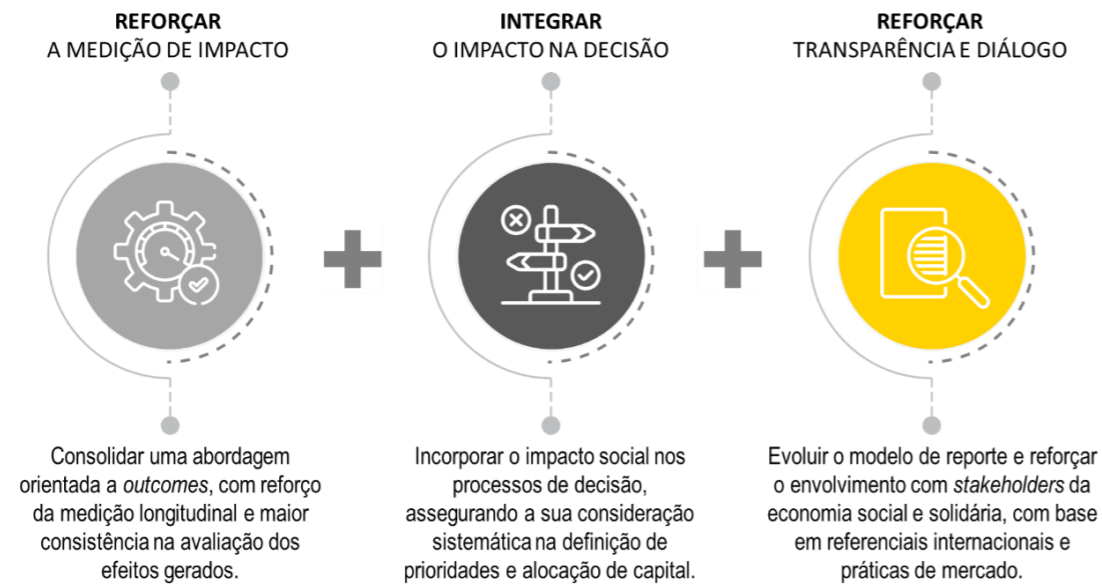 REFORÇAR
A MEDIÇÃO DE IMPACTO
INTEGRAR
O IMPACTO NA DECISÃO
REFORÇAR
TRANSPARÊNCIA E DIÁLOGO
Consolidar uma abordagem
orientada a outcomes, com reforço
da medição longitudinal e maior
consistência na avaliação dos
efeitos gerados.
Incorporar o impacto social nos
processos de decisão,
assegurando a sua consideração
sistemática na definição de
prioridades e alocação de capital.
Evoluir o modelo de reporte e reforçar
o envolvimento com stakeholders da
economia social e solidária, com base
em referenciais internacionais e
práticas de mercado.